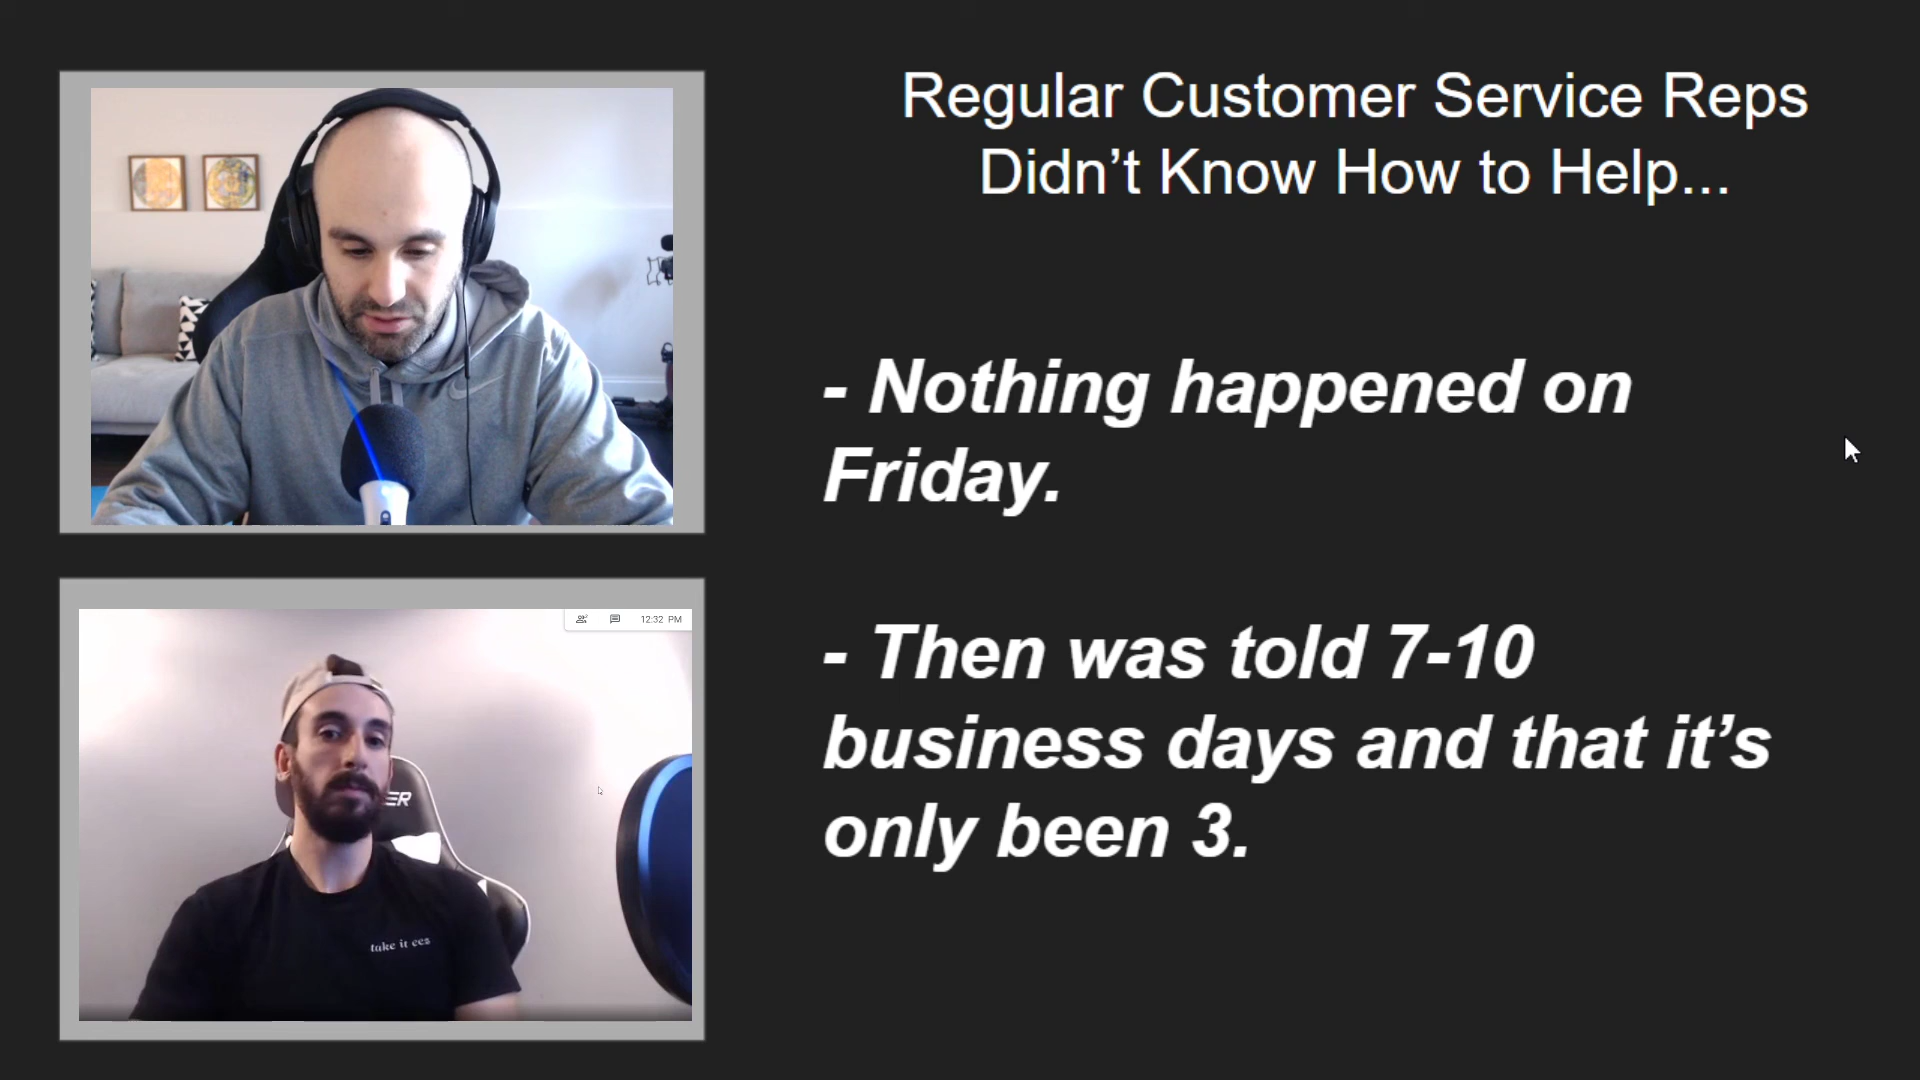 Regular Customer Service Reps
Didn’t Know How to Help...
- Nothing happened on
Friday.
- Then was told 7-10
business days and that it’s
only been 3.
12:32 PM
ER
take it eez